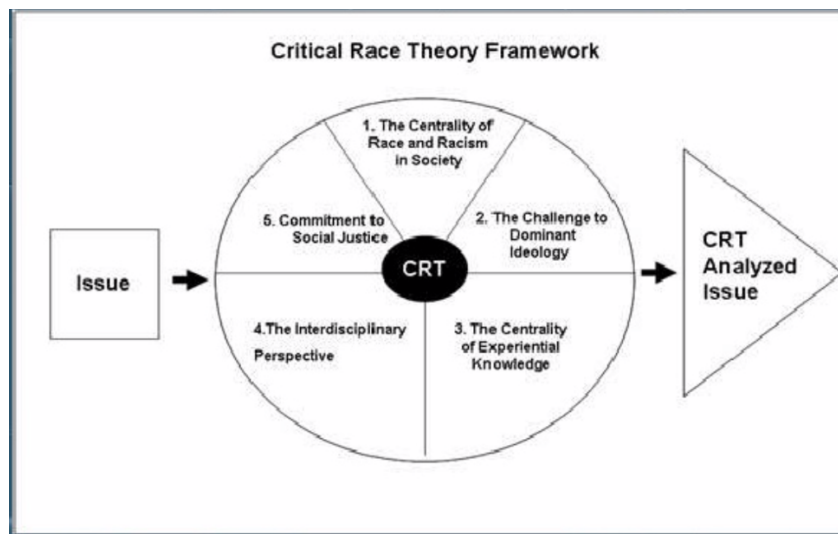 Critical Race Theory Framework
1. The Centrality of
Race and Racism
in Society
5. Commitment to
Social Justice
2. The Challenge to
Dominant
Ideology
CRT
Issue
CRT
Analyzed
Issue
4.The Interdisciplinary
Perspective
3. The Centrality
of Experiential
Knowledge